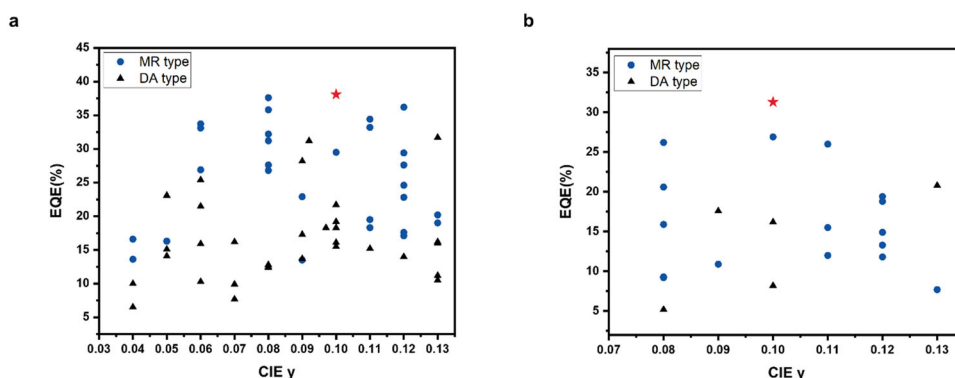 a
45
40
35
30
25
20
15
10
5
EQE(%)
MR type
DA type
0.03 0.04 0.05 0.06 0.07 0.08 0.09 0.10 0.11 0.12 0.13
CIE y
b
35
30
25
20
15
10
5
EQE(%)
MR type
DA type
0.07 0.08 0.09 0.10 0.11 0.12 0.13
CIE y